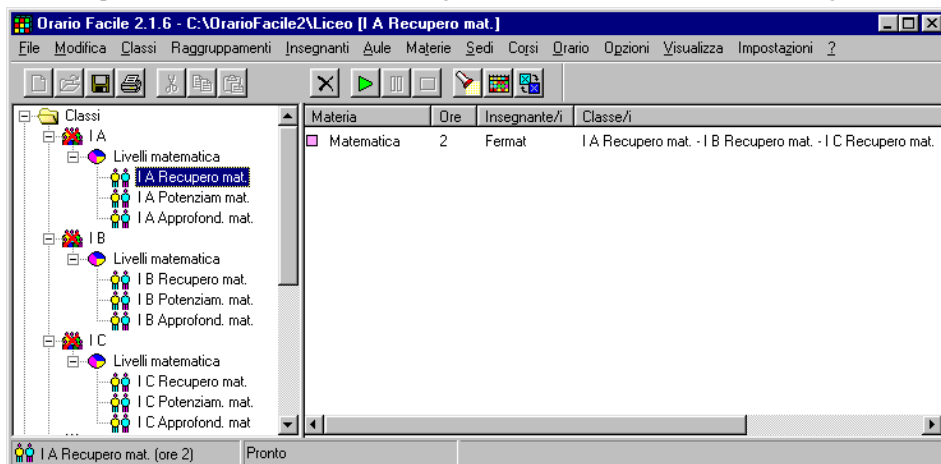 Orario Facile 2.1.6 - C:\OrarioFacile2\Liceo [I A Recupero mat.]
File Modifica Classi Raggruppamenti Insegnanti Aule Materie Sedi Corsi Orario Opzioni Visualizza Impostazioni ?
Classi
I A
Livelli matematica
I A Recupero mat.
I A Potenziam mat.
I A Approfond. mat.
I B
Livelli matematica
I B Recupero mat.
I B Potenziam. mat.
I B Approfond. mat.
I C
Livelli matematica
I C Recupero mat.
I C Potenziam. mat.
I C Approfond. mat
Materia Ore Insegnante/i Classe/i
Matematica 2 Fermat I A Recupero mat. - I B Recupero mat. - I C Recupero mat.
I A Recupero mat. (ore 2) Pronto